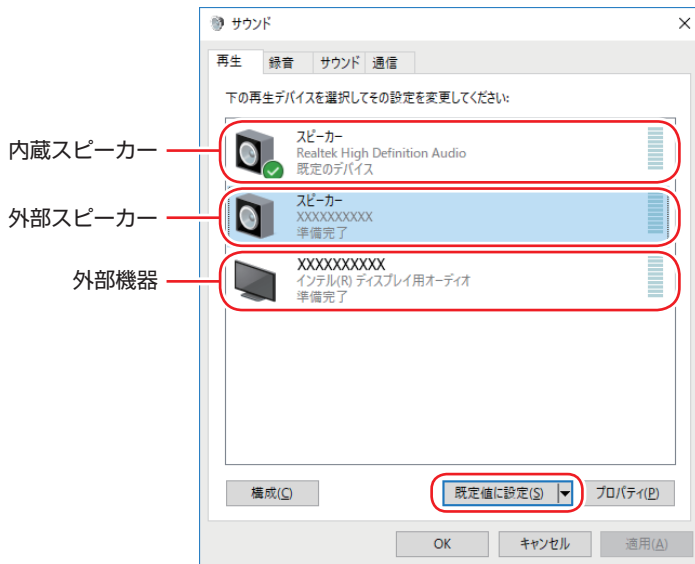 サウンド
再生 録音 サウンド 通信
下の再生デバイスを選択してその設定を変更してください:
内蔵スピーカー
スピーカー
Realtek High Definition Audio
既定のデバイス
外部スピーカー
スピーカー
XXXXXXXXXX
準備完了
外部機器
XXXXXXXXXX
インテル(R) ディスプレイ用オーディオ
準備完了
構成(C) 既定値に設定(S) プロパティ(P)
OK キャンセル 適用(A)